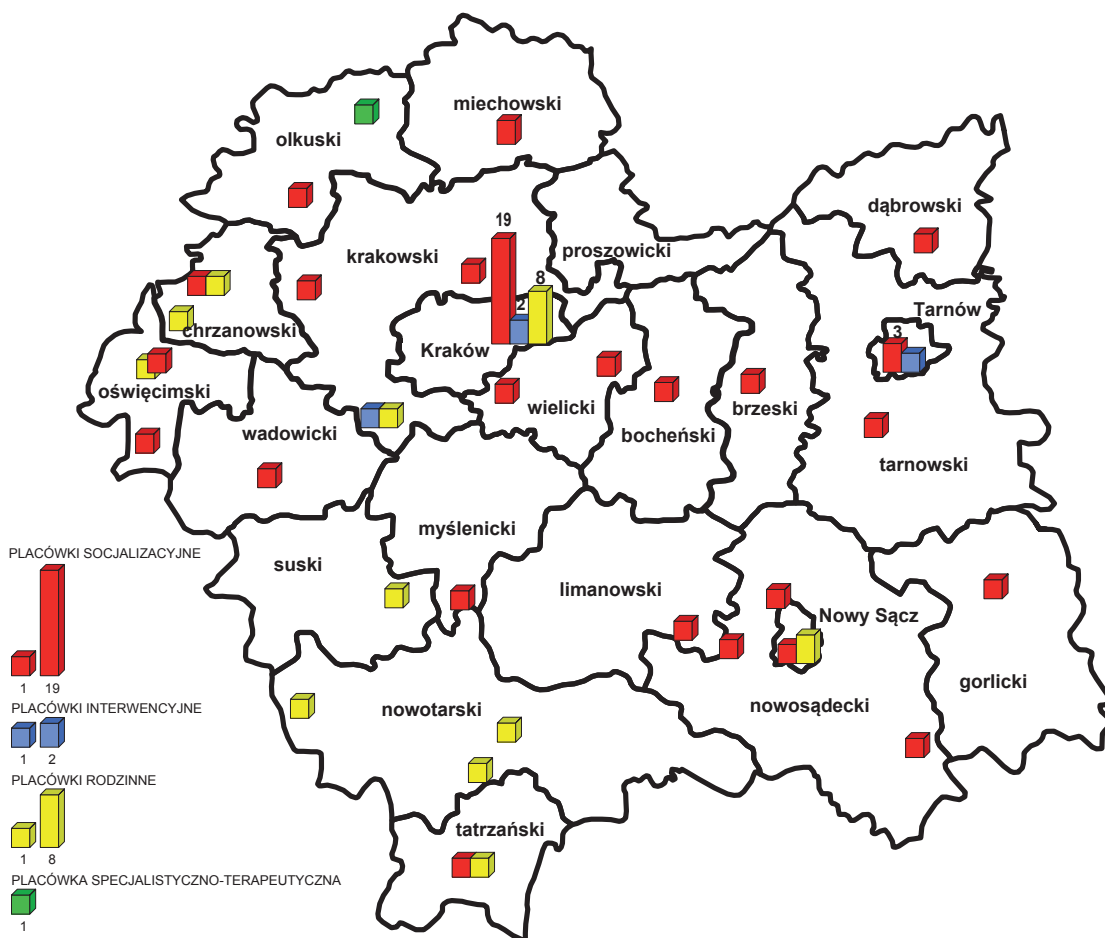 miechowski
olkuski
dąbrowski
19
proszowicki
krakowski
8
2
Tarnów
chrzanowski
3
Kraków
oświęcimski
wielicki
brzeski
wadowicki
bocheński
tarnowski
myślenicki
PLACÓWKI SOCJALIZACYJNE
suski
limanowski
Nowy Sącz
1 19
gorlicki
nowosądecki
nowotarski
PLACÓWKI INTERWENCYJNE
1 2
PLACÓWKI RODZINNE
tatrzański
1 8
PLACÓWKA SPECJALISTYCZNO-TERAPEUTYCZNA
1